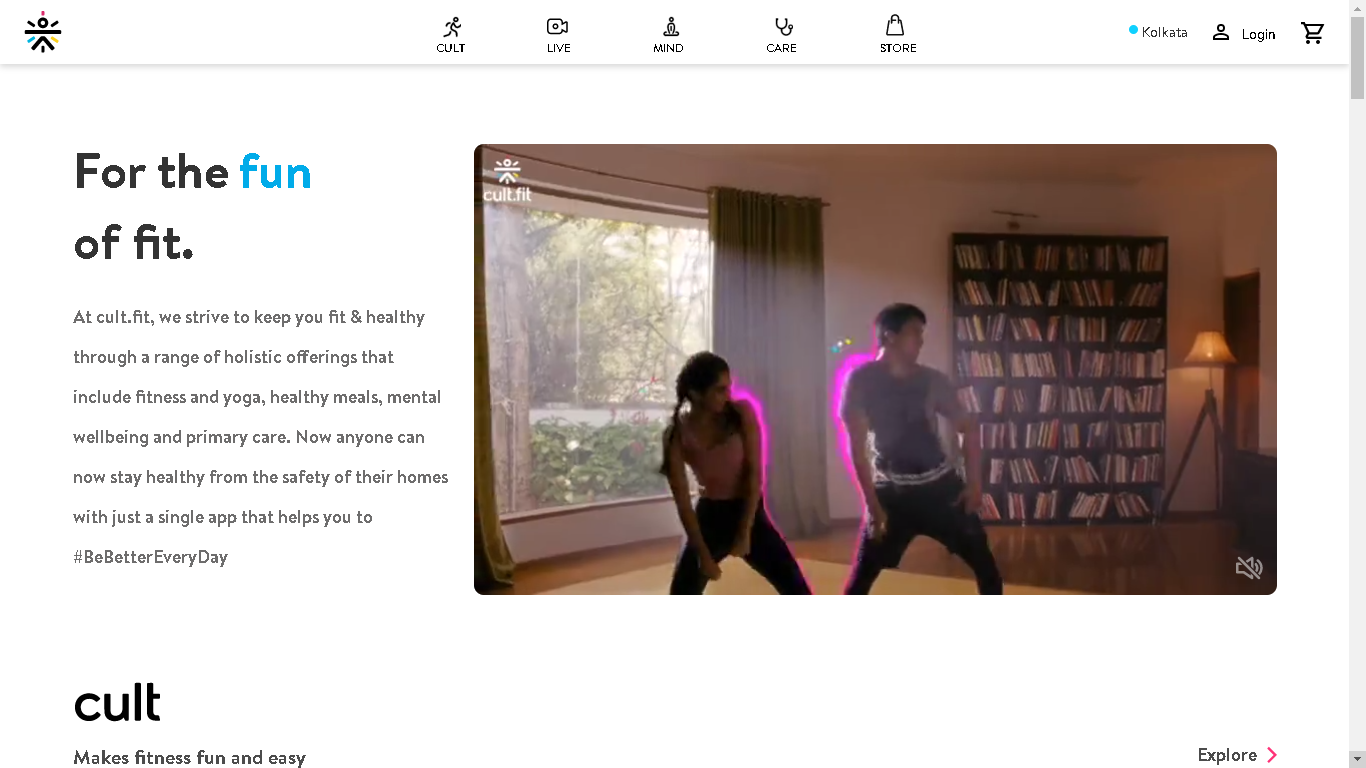 CULT
LIVE
MIND
CARE
STORE
Kolkata
Login
For the fun
of fit.
At cult.fit, we strive to keep you fit & healthy
through a range of holistic offerings that
include fitness and yoga, healthy meals, mental
wellbeing and primary care. Now anyone can
now stay healthy from the safety of their homes
with just a single app that helps you to
#BeBetterEveryDay
cult.fit
cult
Makes fitness fun and easy
Explore